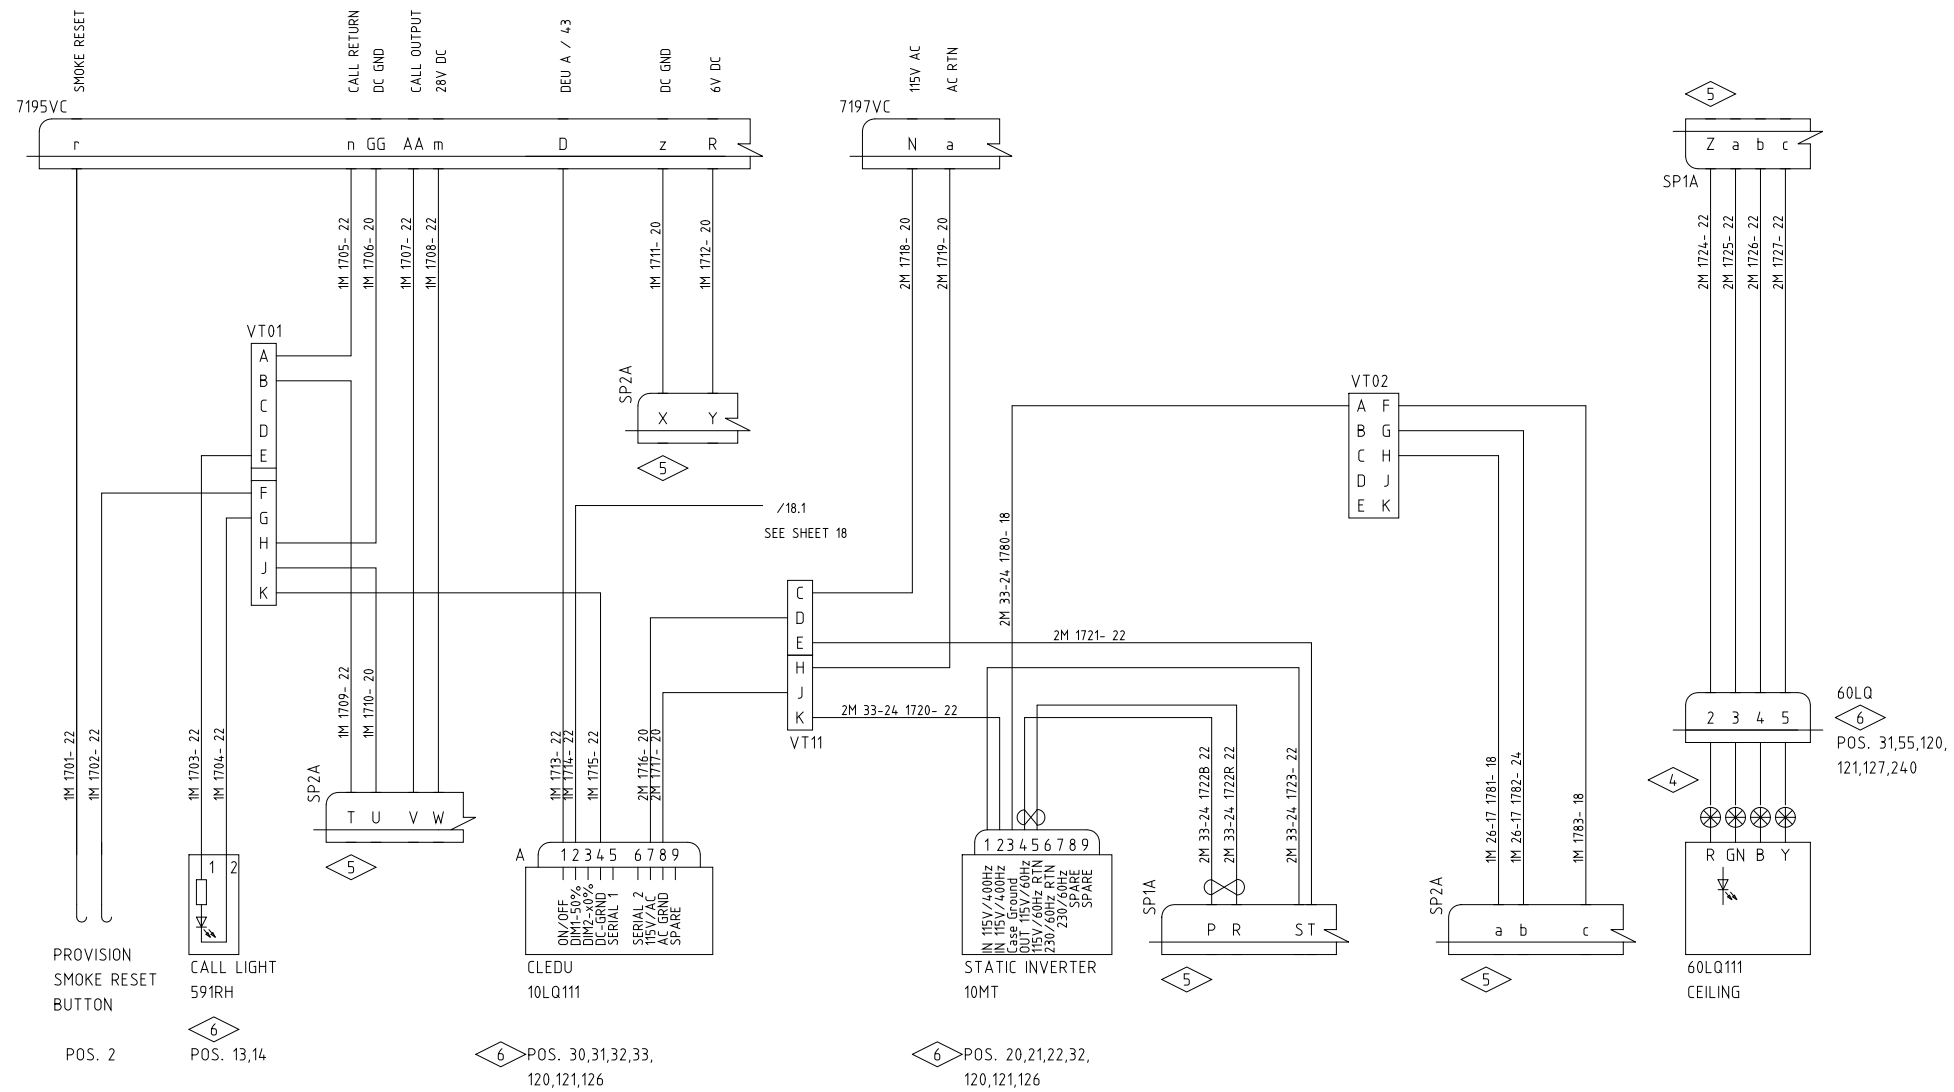 SMOKE RESET
CALL RETURN
DC GND
CALL OUTPUT
28V DC
DEU A / 43
DC GND
6V DC
115V AC
AC RTN
5
7195VC
7197VC
r n GG AA m D z R
N a
Z a b c
SP1A
1M 1705- 22
1M 1706- 20
1M 1707- 22
1M 1708- 22
1M 1711- 20
1M 1712- 20
2M 1718- 20
2M 1719- 20
2M 1724- 22
2M 1725- 22
2M 1726- 22
2M 1727- 22
VT01
A
B
C
D
E
F
G
H
J
K
SP2A
X Y
5
VT02
A F
B G
C H
D J
E K
/18.1
SEE SHEET 18
2M 33-24 1780- 18
C
D
E
H
J
K
VT11
2M 1721- 22
2M 33-24 1720- 22
1M 1701- 22
1M 1702- 22
1M 1703- 22
1M 1704- 22
1M 1709- 22
1M 1710- 20
1M 1713- 22
1M 1714- 22
1M 1715- 22
2M 1716- 20
2M 1717- 20
2M 33-24 1722B 22
2M 33-24 1722R 22
2M 33-24 1723- 22
1M 26-17 1781- 18
1M 26-17 1782- 24
1M 1783- 18
2 3 4 5
60LQ
6
POS. 31,55,120,
121,127,240
4
SP2A
T U V W
5
1 2
A 1 2 3 4 5 6 7 8 9
ON/OFF
DIM1-50%
DIM2-x0%
DC-GRND
SERIAL 1
SERIAL 2
115V/AC
AC GRND
SPARE
1 2 3 4 5 6 7 8 9
IN 115V/400Hz
IN 115V/400Hz
Case Ground
OUT 115V/60Hz
115V/60Hz RTN
230/60Hz RTN
230/60Hz
SPARE
SPARE
SP1A
P R S T
5
SP2A
a b c
5
R GN B Y
PROVISION
SMOKE RESET
BUTTON
POS. 2
CALL LIGHT
591RH
6
POS. 13,14
CLEDU
10LQ111
6 POS. 30,31,32,33,
120,121,126
STATIC INVERTER
10MT
6 POS. 20,21,22,32,
120,121,126
60LQ111
CEILING